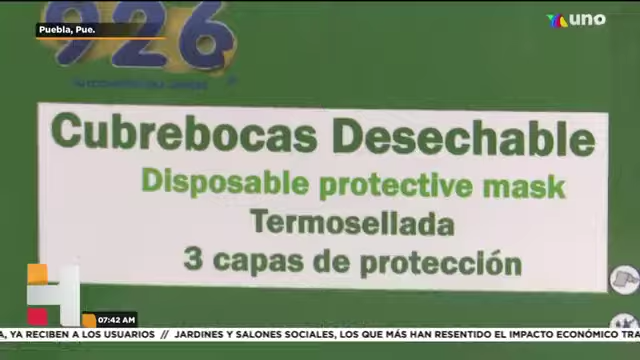 Puebla, Pue.
uno
926
Cubrebocas Desechable
Disposable protective mask
Termosellada
3 capas de protección
07:42 AM
A, YA RECIBEN A LOS USUARIOS // JARDINES Y SALONES SOCIALES, LOS QUE MÁS HAN RESENTIDO EL IMPACTO ECONÓMICO TRA